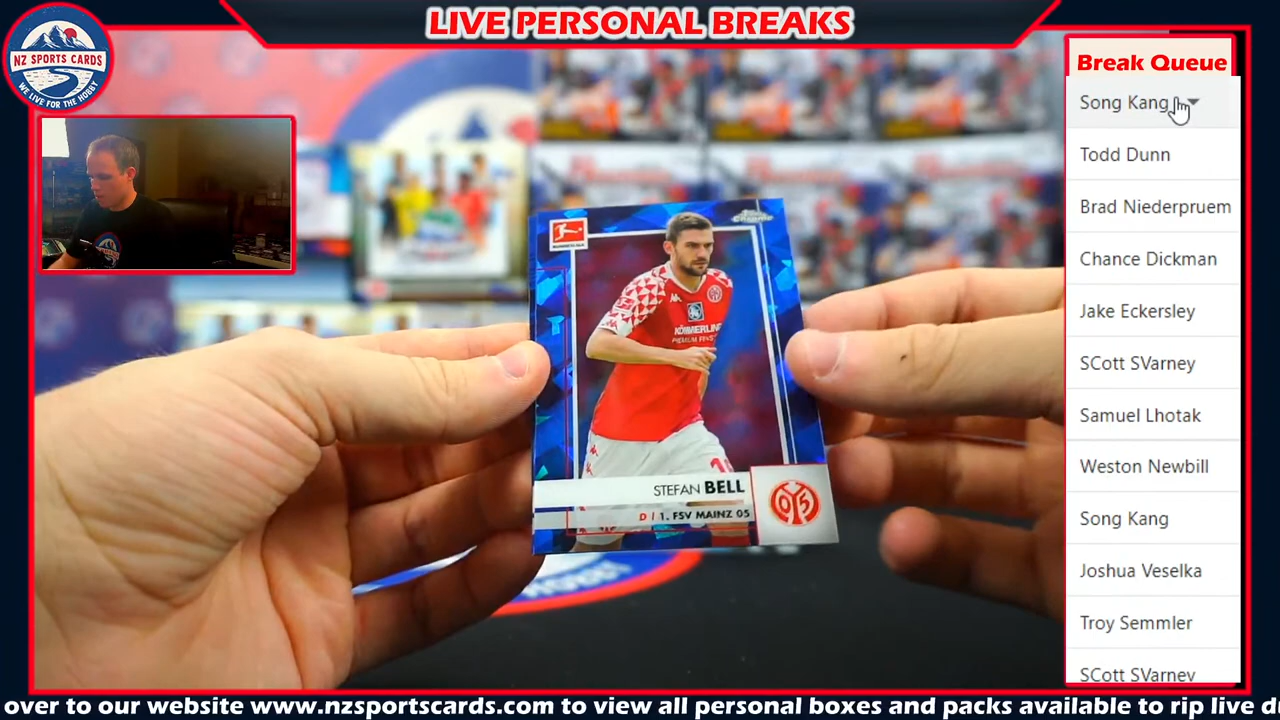 LIVE PERSONAL BREAKS
NZ SPORTS CARDS
WE LIVE FOR THE HOBBY
Break Queue
Song Kang
Todd Dunn
Brad Niederpruem
Chance Dickman
Jake Eckersley
SCott SVarney
Samuel Lhotak
Weston Newbill
Song Kang
Joshua Veselka
Troy Semmler
SCott SVarney
BUNDESLIGA
Topps
Chrome
KÖMMERLING
STEFAN BELL
D / 1. FSV MAINZ 05
HOBBY
over to our website www.nzsportscards.com to view all personal boxes and packs available to rip live d